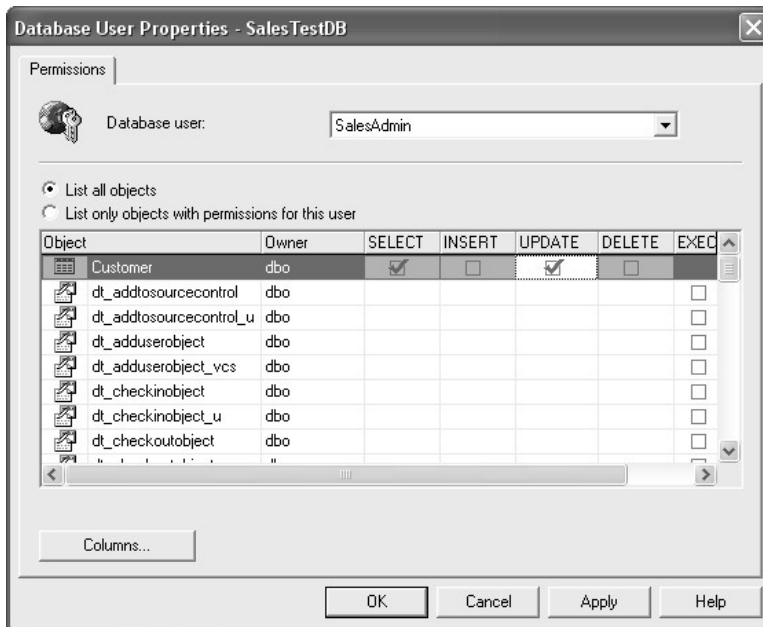 Database User Properties - SalesTestDB
Permissions
Database user: SalesAdmin
List all objects
List only objects with permissions for this user
Object Owner SELECT INSERT UPDATE DELETE EXEC
Customer dbo
dt_addtosourcecontrol dbo
dt_addtosourcecontrol_u dbo
dt_adduserobject dbo
dt_adduserobject_vcs dbo
dt_checkinobject dbo
dt_checkinobject_u dbo
dt_checkoutobject dbo
Columns...
OK Cancel Apply Help